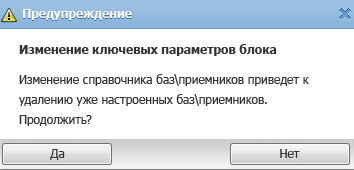 Предупреждение
Изменение ключевых параметров блока
Изменение справочника баз\приемников приведет к
удалению уже настроенных баз\приемников.
Продолжить?
Да
Нет